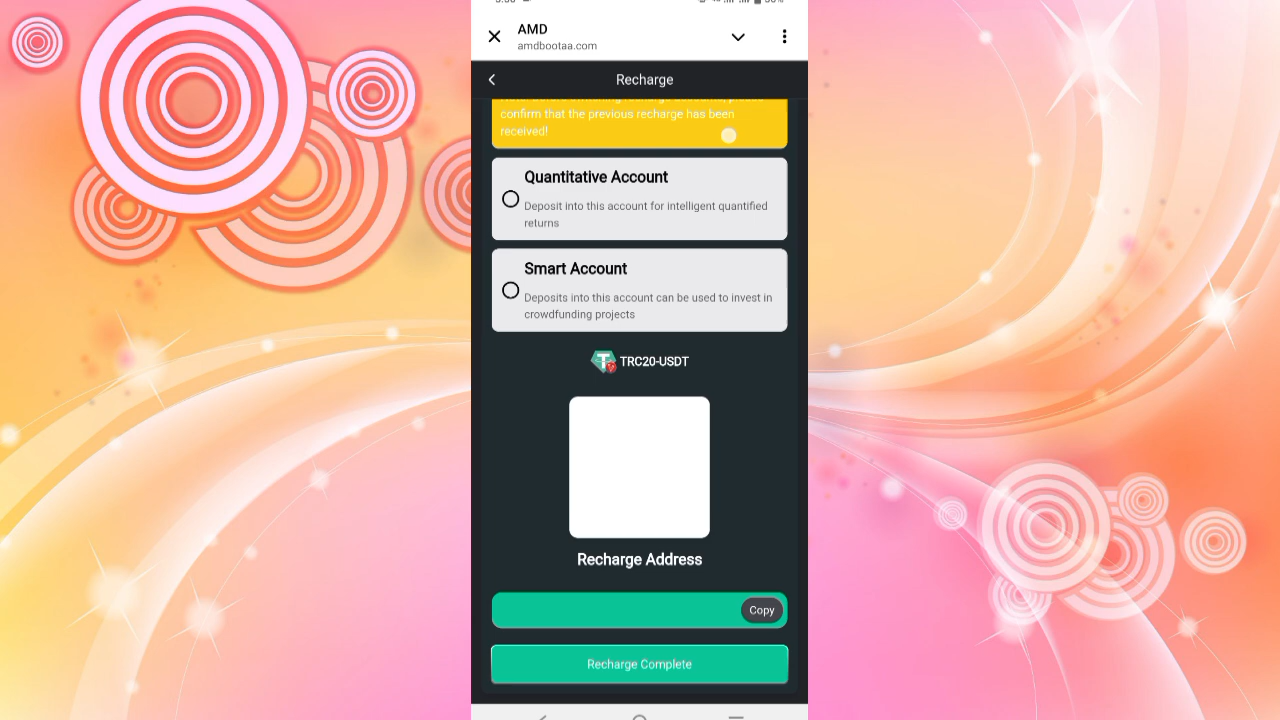 AMD
amdbootaa.com
Recharge
confirm that the previous recharge has been
received!
Quantitative Account
Deposit into this account for intelligent quantified
returns
Smart Account
Deposits into this account can be used to invest in
crowdfunding projects
TRC20-USDT
Recharge Address
Copy
Recharge Complete